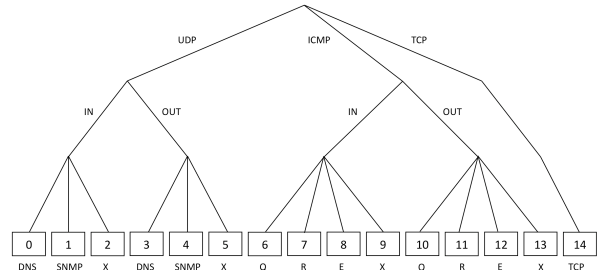 UDP ICMP TCP
IN OUT IN OUT
0 1 2 3 4 5 6 7 8 9 10 11 12 13 14
DNS SNMP X DNS SNMP X Q R E X Q R E X TCP